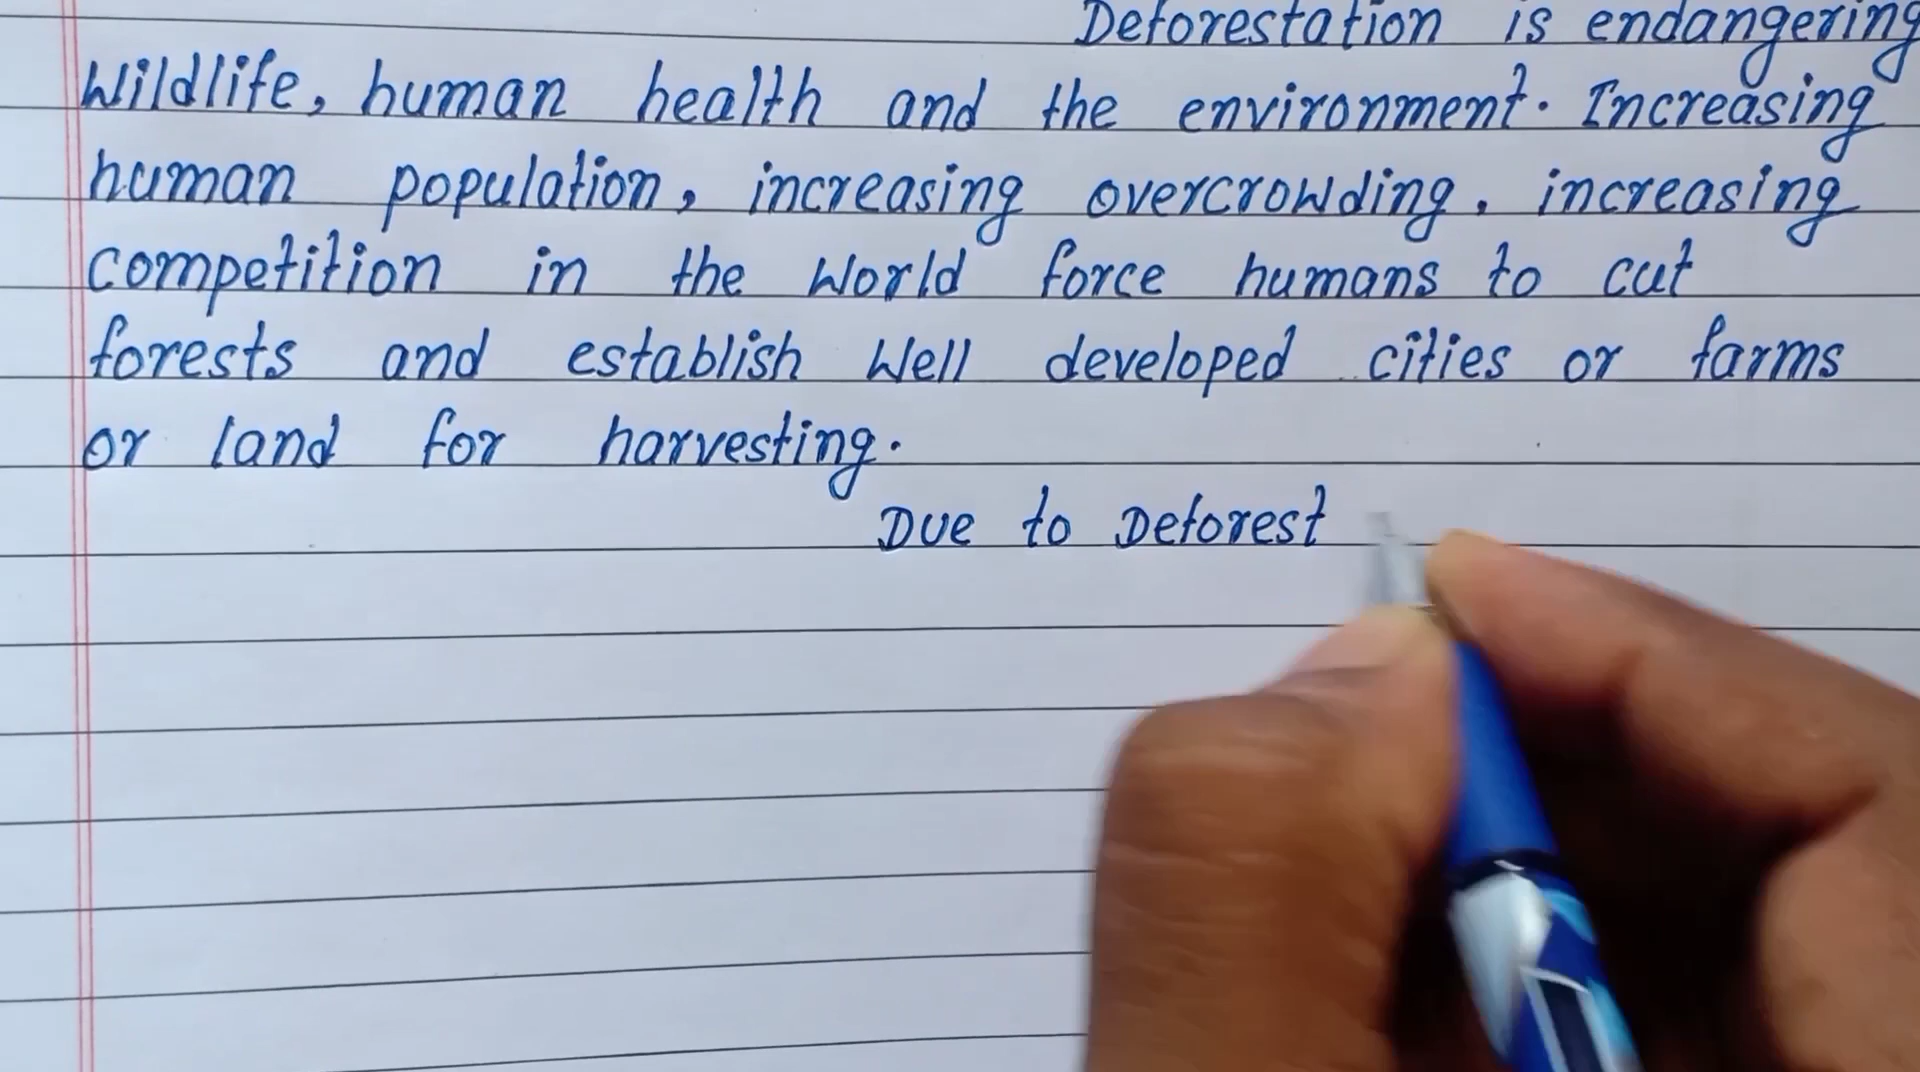 Deforestation is endangering
Wildlife, human health and the environment. Increasing
human population, increasing overcrowding, increasing
competition in the World force humans to cut
forests and establish Well developed cities or farms
or land for harvesting.
Due to Deforest